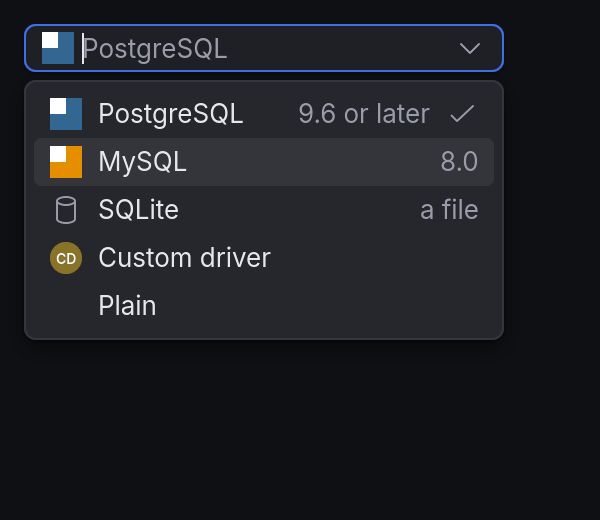 PostgreSQL
PostgreSQL 9.6 or later
MySQL 8.0
SQLite a file
CD Custom driver
Plain